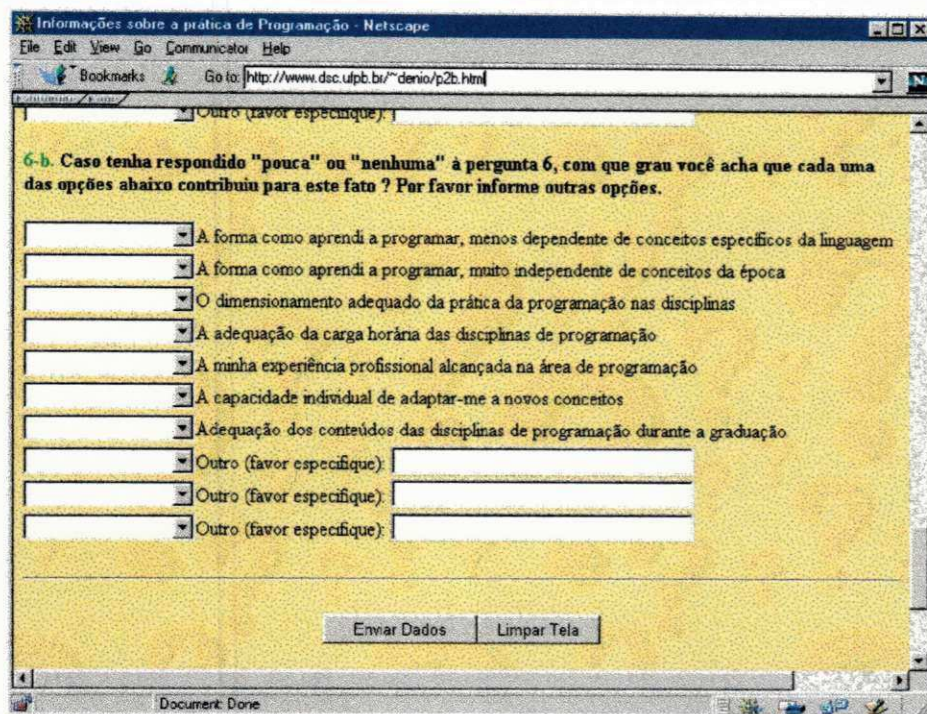 Informações sobre a prática de Programação - Netscape
File Edit View Go Communicator Help
Bookmarks Go to: http://www.dsc.ufpb.br/~denio/p2b.html
Outro (favor especifique):
6-b. Caso tenha respondido "pouca" ou "nenhuma" à pergunta 6, com que grau você acha que cada uma
das opções abaixo contribuiu para este fato ? Por favor informe outras opções.
A forma como aprendi a programar, menos dependente de conceitos específicos da linguagem
A forma como aprendi a programar, muito independente de conceitos da época
O dimensionamento adequado da prática da programação nas disciplinas
A adequação da carga horária das disciplinas de programação
A minha experiência profissional alcançada na área de programação
A capacidade individual de adaptar-me a novos conceitos
Adequação dos conteúdos das disciplinas de programação durante a graduação
Outro (favor especifique):
Outro (favor especifique):
Outro (favor especifique):
Enviar Dados Limpar Tela
Document: Done